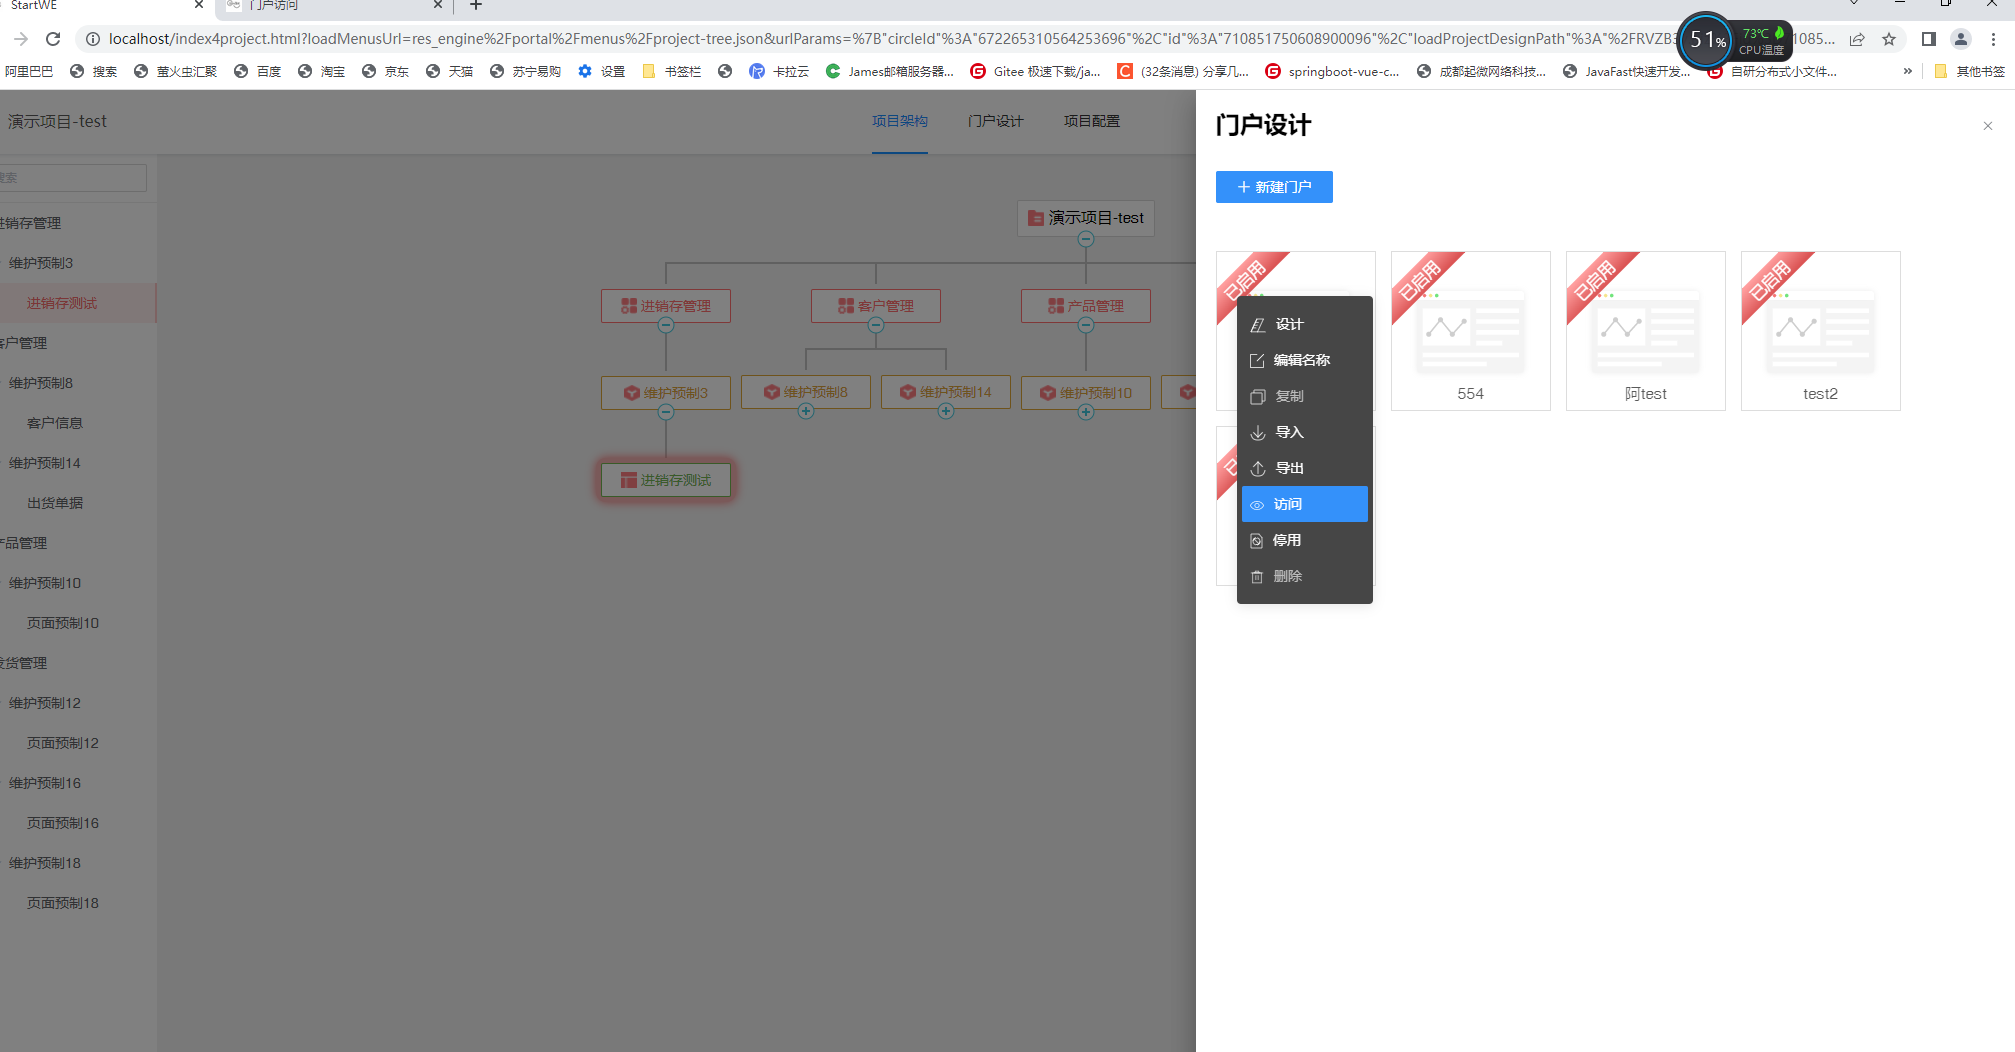 StartWE
门户访问
localhost/index4project.html?loadMenusUrl=res_engine%2Fportal%2Fmenus%2Fproject-tree.json&urlParams=%7B"circleId"%3A"672265310564253696"%2C"id"%3A"710851750608900096"%2C"loadProjectDesignPath"%3A"%2FRVZB
1085...
51%
73℃
CPU温度
阿里巴巴
搜索
萤火虫汇聚
百度
淘宝
京东
天猫
苏宁易购
设置
书签栏
卡拉云
James邮箱服务器...
Gitee 极速下载/ja...
(32条消息) 分享几...
springboot-vue-c...
成都起微网络科技...
JavaFast快速开发...
自研分布式小文件...
»
其他书签
演示项目-test
项目架构
门户设计
项目配置
搜索
进销存管理
维护预制3
进销存测试
客户管理
维护预制8
客户信息
维护预制14
出货单据
产品管理
维护预制10
页面预制10
发货管理
维护预制12
页面预制12
维护预制16
页面预制16
维护预制18
页面预制18
演示项目-test
进销存管理
客户管理
产品管理
维护预制3
维护预制8
维护预制14
维护预制10
进销存测试
门户设计
新建门户
已启用
已启用
已启用
已启用
554
阿test
test2
设计
编辑名称
复制
导入
导出
访问
停用
删除